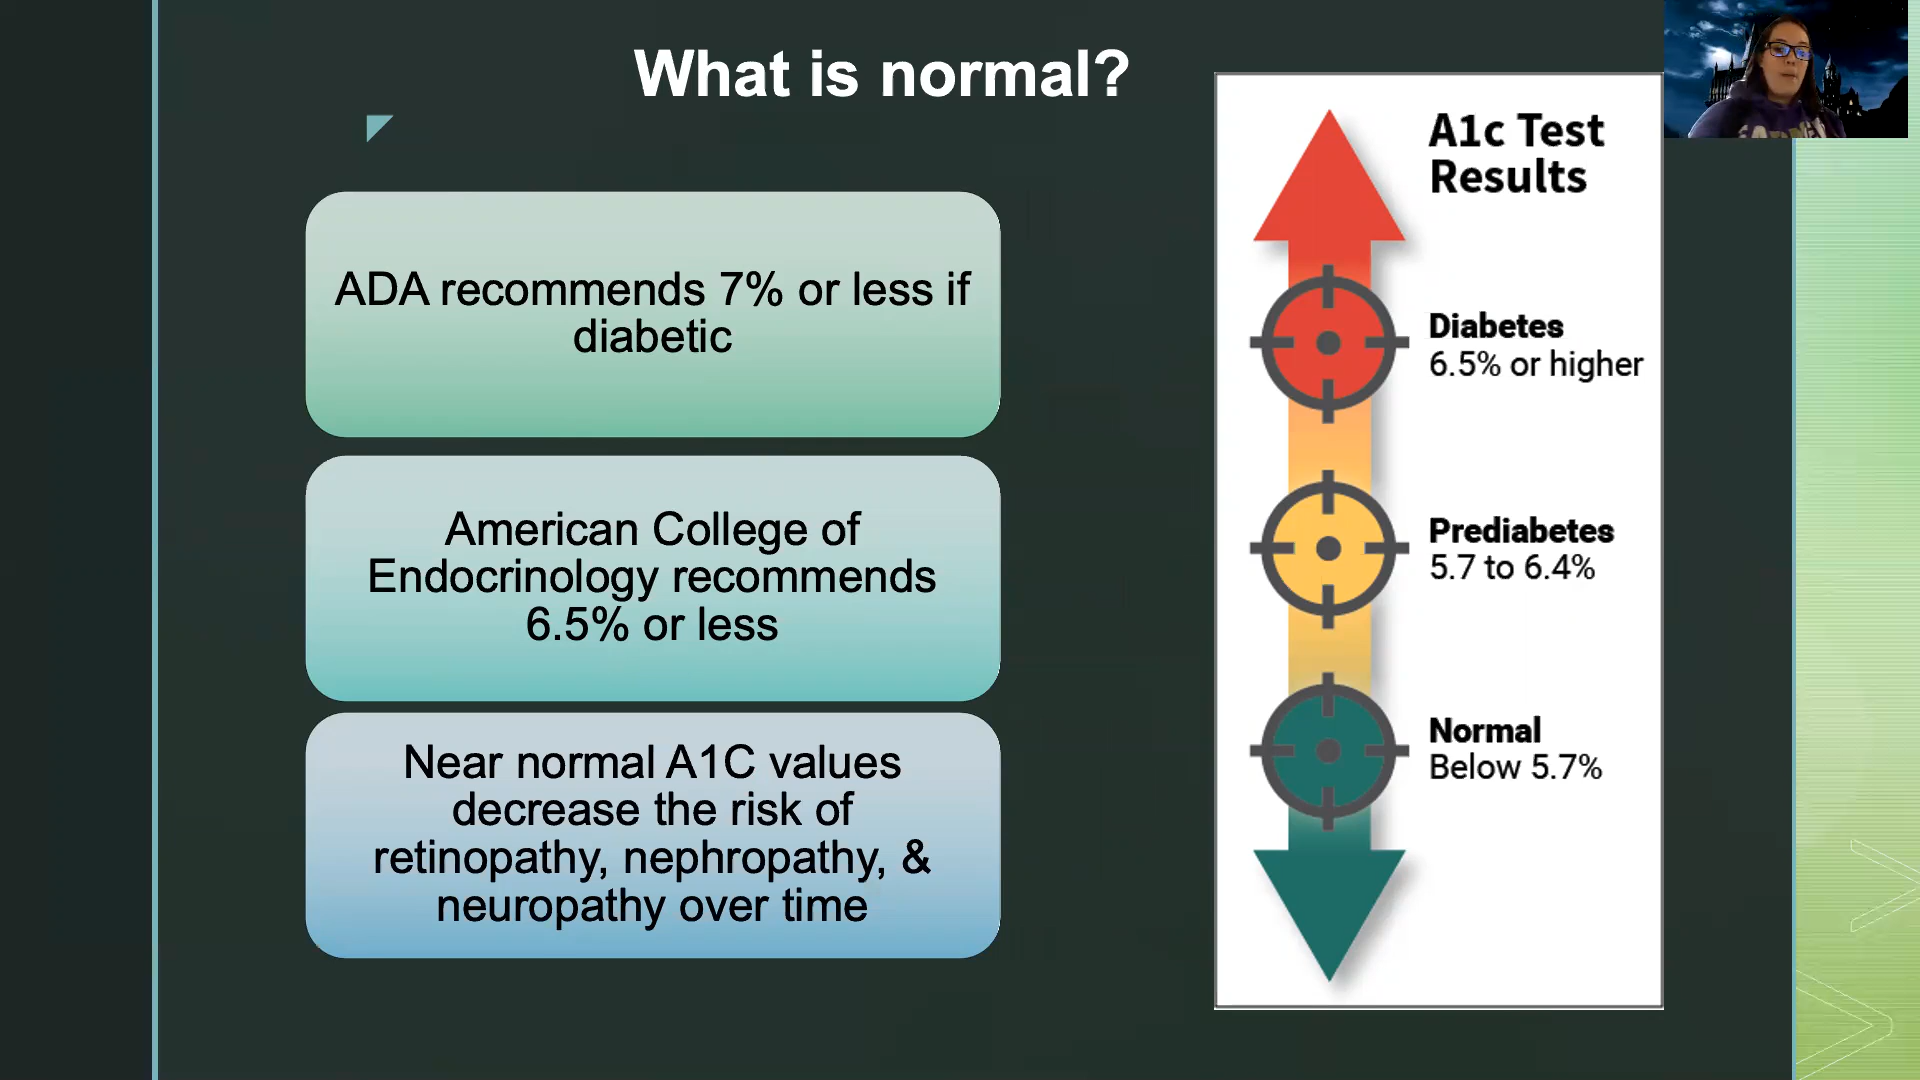 What is normal?
ADA recommends 7% or less if
diabetic
American College of
Endocrinology recommends
6.5% or less
Near normal A1C values
decrease the risk of
retinopathy, nephropathy, &
neuropathy over time
A1c Test
Results
Diabetes
6.5% or higher
Prediabetes
5.7 to 6.4%
Normal
Below 5.7%